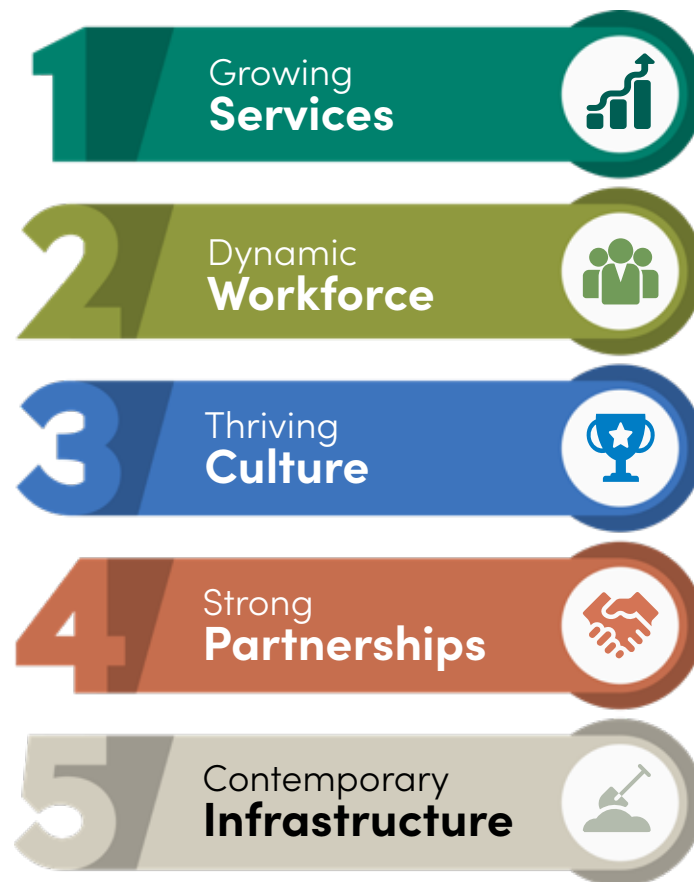 1
Growing
Services
2
Dynamic
Workforce
3
Thriving
Culture
4
Strong
Partnerships
5
Contemporary
Infrastructure